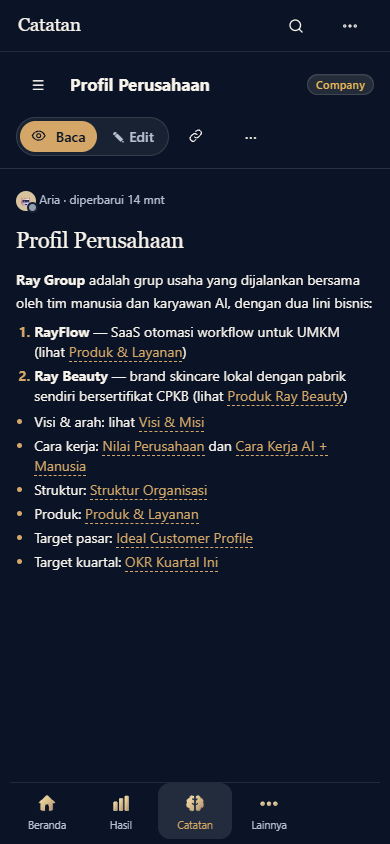 Catatan
Profil Perusahaan
Company
Baca
Edit
Aria · diperbarui 14 mnt
Profil Perusahaan
Ray Group adalah grup usaha yang dijalankan bersama
oleh tim manusia dan karyawan AI, dengan dua lini bisnis:
1. RayFlow — SaaS otomasi workflow untuk UMKM
(lihat Produk & Layanan)
2. Ray Beauty — brand skincare lokal dengan pabrik
sendiri bersertifikat CPKB (lihat Produk Ray Beauty)
• Visi & arah: lihat Visi & Misi
• Cara kerja: Nilai Perusahaan dan Cara Kerja AI +
Manusia
• Struktur: Struktur Organisasi
• Produk: Produk & Layanan
• Target pasar: Ideal Customer Profile
• Target kuartal: OKR Kuartal Ini
Beranda
Hasil
Catatan
Lainnya